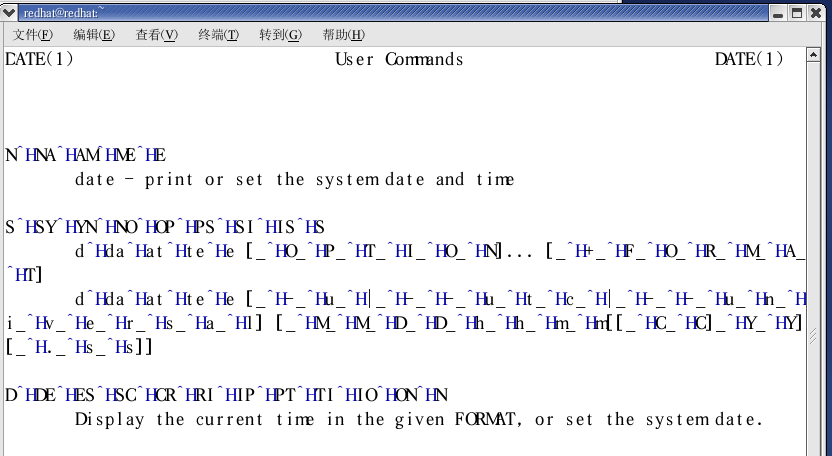 redhat@redhat:~
文件(F) 编辑(E) 查看(V) 终端(T) 转到(G) 帮助(H)
DATE(1) User Commands DATE(1)
N^HNA^HAM^HME^HE
date - print or set the system date and time
S^HSY^HYN^HNO^HOP^HPS^HSI^HIS^HS
d^Hda^Hat^Hte^He [_^HO_^HP_^HT_^HI_^HO_^HN]... [_^H+_^HF_^HO_^HR_^HM_^HA_
^HT]
d^Hda^Hat^Hte^He [_^H-_^Hu_^H|_^H-_^H-_^Hu_^Ht_^Hc_^H|_^H-_^H-_^Hu_^Hn_^H
i_^Hv_^He_^Hr_^Hs_^Ha_^Hl] [_^HM_^HM_^HD_^HD_^Hh_^Hh_^Hm_^Hm[[_^HC_^HC]_^HY_^HY]
[_^H._^Hs_^Hs]]
D^HDE^HES^HSC^HCR^HRI^HIP^HPT^HTI^HIO^HON^HN
Display the current time in the given FORMAT, or set the system date.